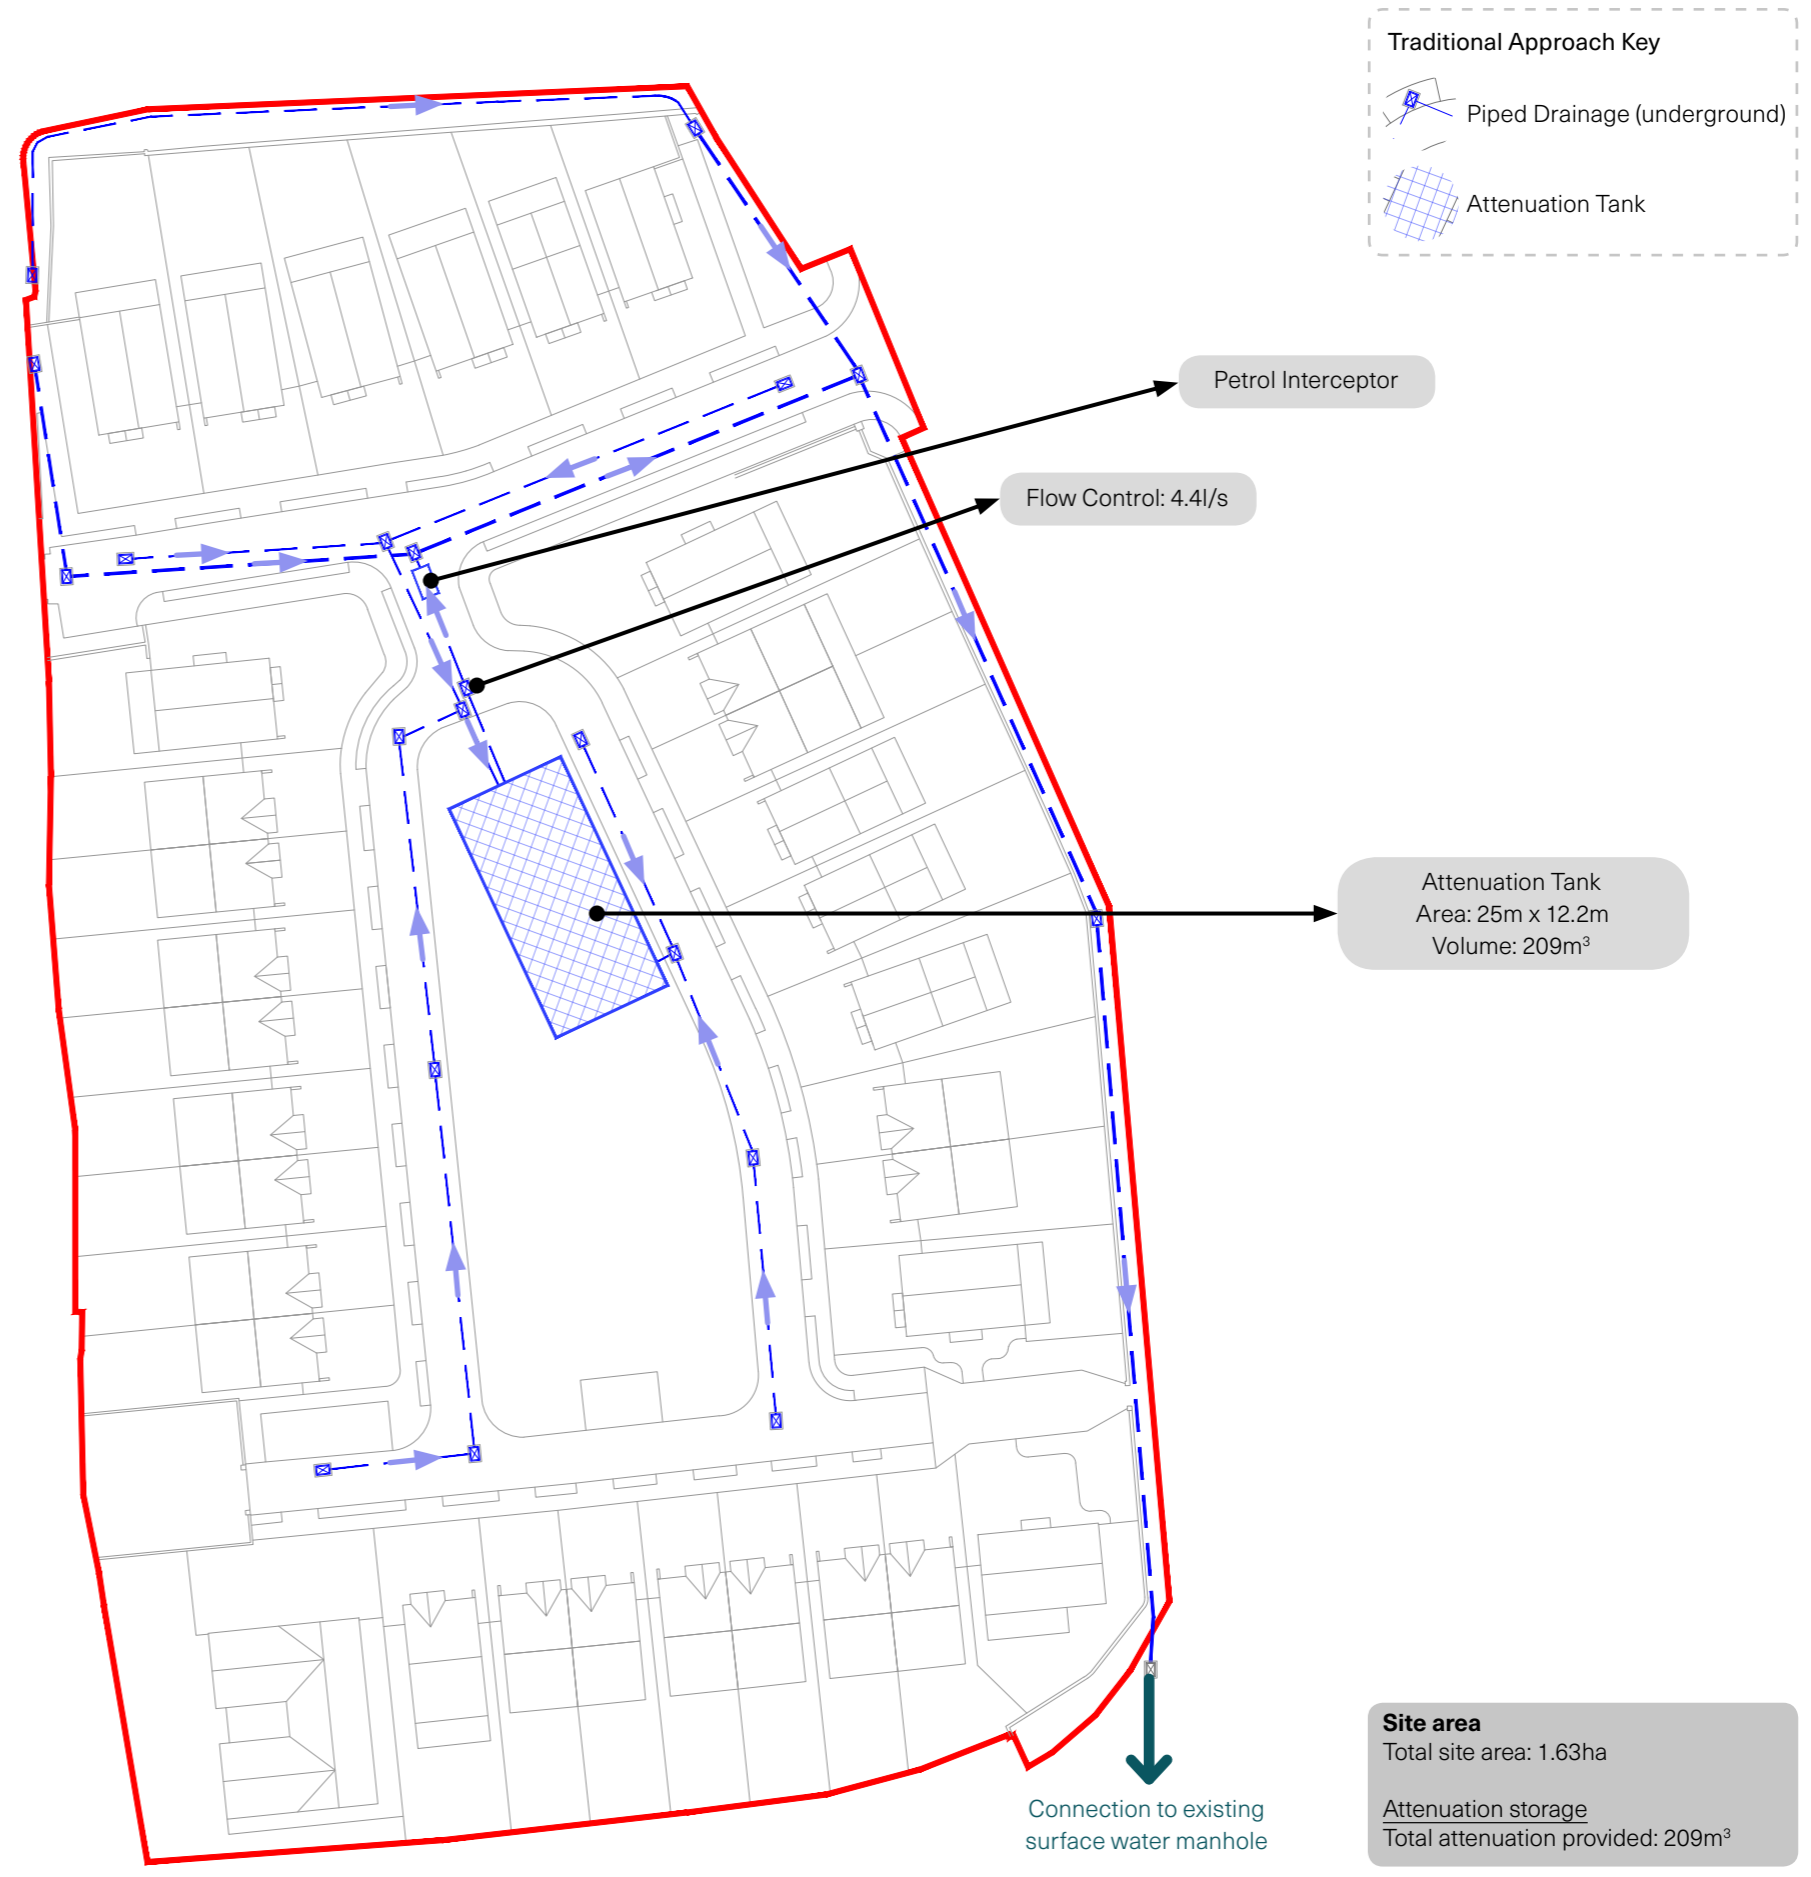 Traditional Approach Key
Piped Drainage (underground)
Attenuation Tank
Petrol Interceptor
Flow Control: 4.4l/s
Attenuation Tank
Area: 25m x 12.2m
Volume: 209m³
Connection to existing
surface water manhole
Site area
Total site area: 1.63ha
Attenuation storage
Total attenuation provided: 209m³